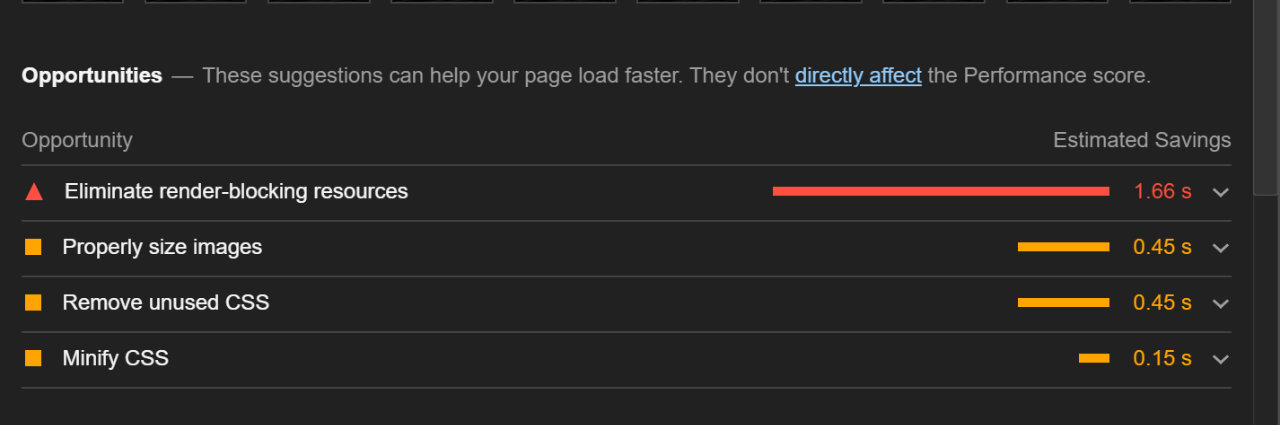 Opportunities — These suggestions can help your page load faster. They don't directly affect the Performance score.
Opportunity Estimated Savings
Eliminate render-blocking resources 1.66 s
Properly size images 0.45 s
Remove unused CSS 0.45 s
Minify CSS 0.15 s